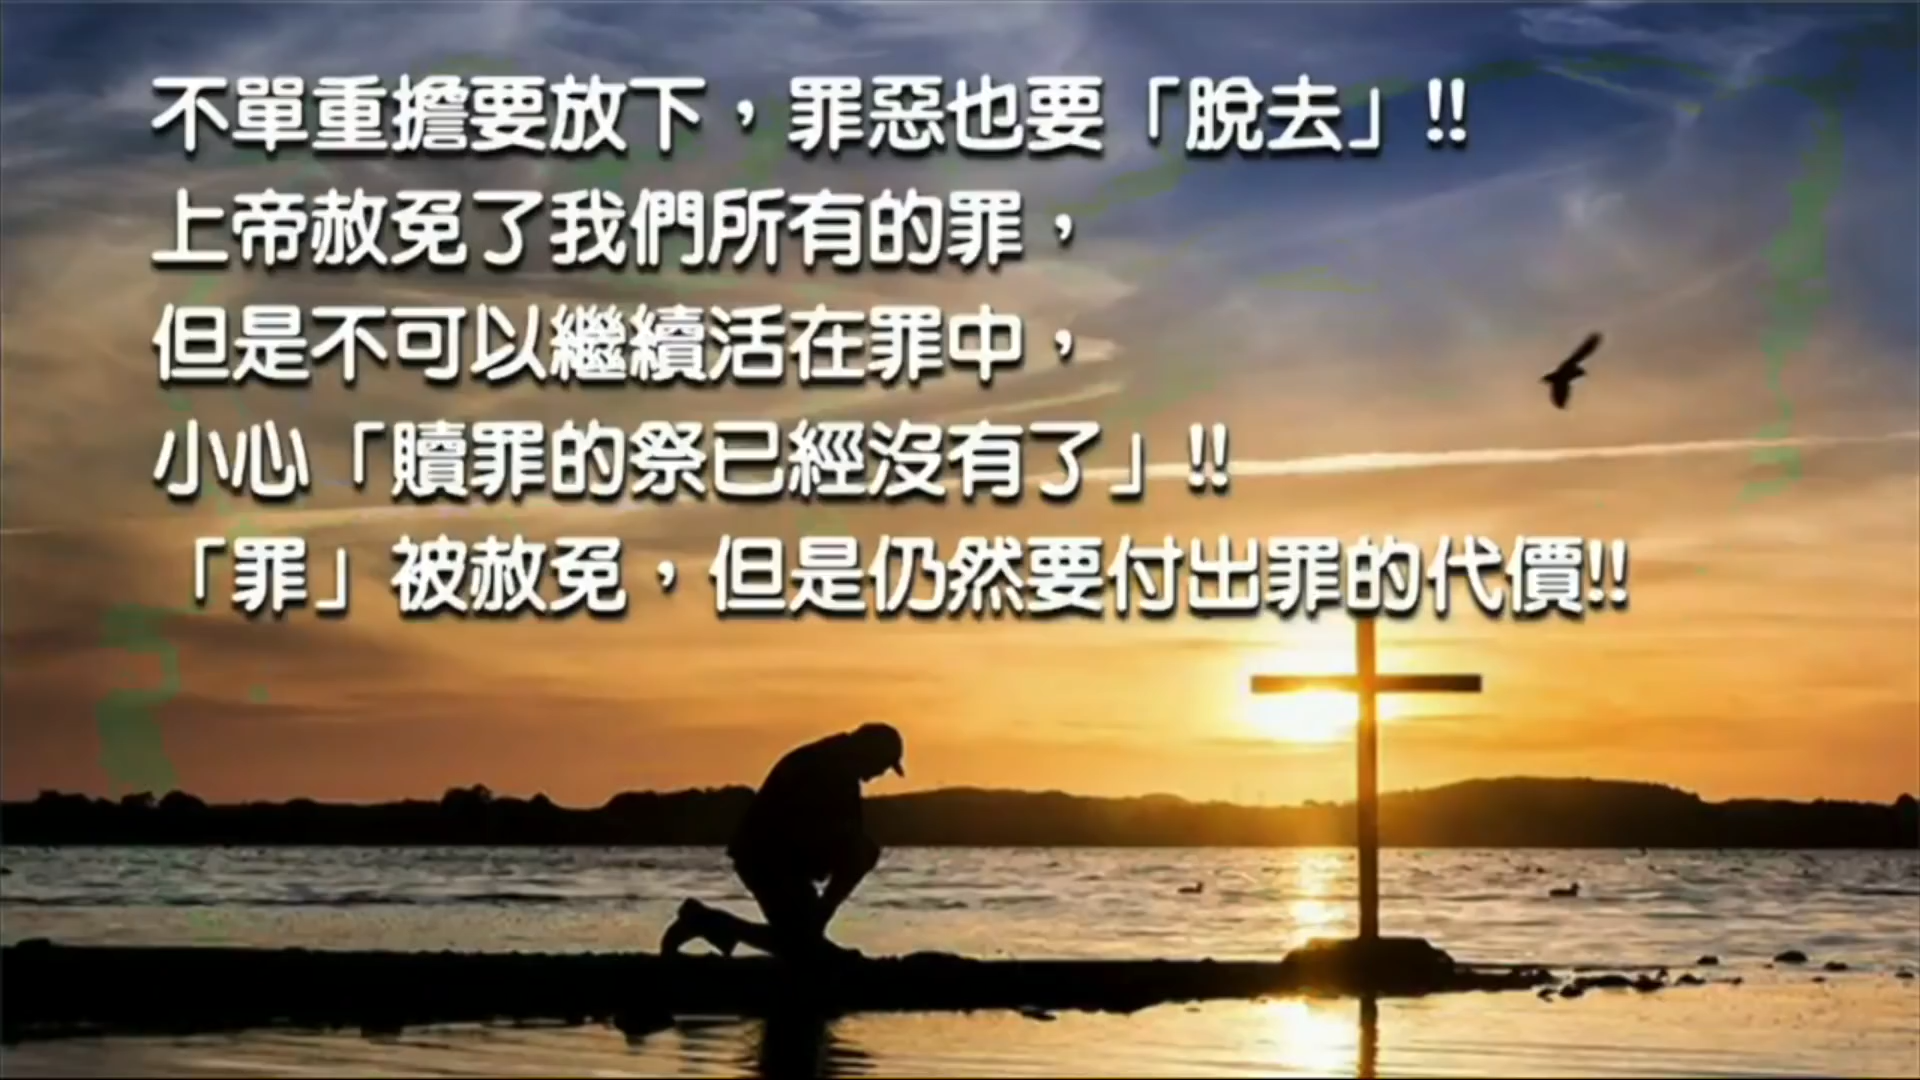 不單重擔要放下，罪惡也要「脫去」!!
上帝赦免了我們所有的罪，
但是不可以繼續活在罪中，
小心「贖罪的祭已經沒有了」!!
「罪」被赦免，但是仍然要付出罪的代價!!